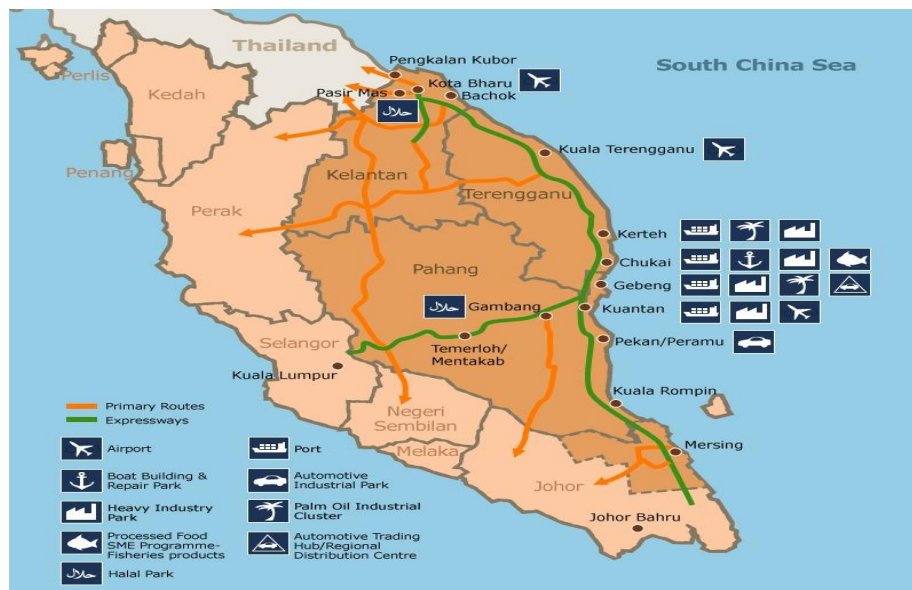 Thailand
Pengkalan Kubor
South China Sea
Perlis
Kota Bharu
Kedah
Pasir Mas
Bachok
حلال
Kuala Terengganu
Penang
Kelantan
Terengganu
Perak
Kerteh
Chukai
Pahang
Gebeng
حلال
Gambang
Kuantan
Selangor
Temerloh/
Mentakab
Pekan/Peramu
Kuala Lumpur
Kuala Rompin
Negeri
Sembilan
Mersing
Melaka
Johor
Johor Bahru
Primary Routes
Expressways
Airport
Port
Boat Building &
Repair Park
Automotive
Industrial Park
Heavy Industry
Park
Palm Oil Industrial
Cluster
Processed Food
SME Programme-
Fisheries products
Automotive Trading
Hub/Regional
Distribution Centre
حلال
Halal Park